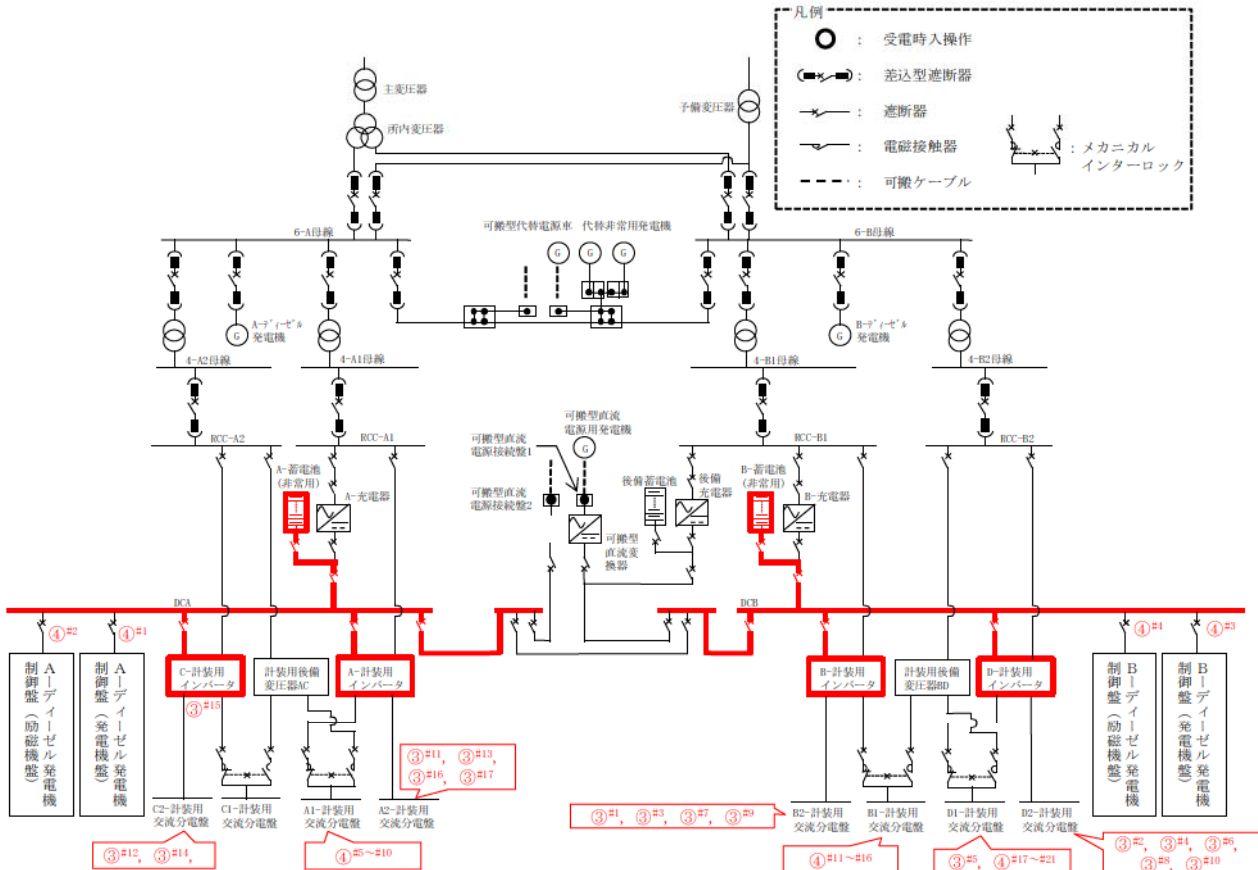 凡例
： 受電時入操作
： 差込型遮断器
： 遮断器
： 電磁接触器
： 可搬ケーブル
： メカニカル
インターロック
主変圧器
所内変圧器
予備変圧器
6-A母線
6-B母線
可搬型代替電源車
代替非常用発電機
G
G
G
A-ディーゼル
発電機
G
B-ディーゼル
発電機
G
4-A2母線
4-A1母線
4-B1母線
4-B2母線
RCC-A2
RCC-A1
RCC-B1
RCC-B2
可搬型直流
電源用発電機
G
可搬型直流
電源接続盤1
可搬型直流
電源接続盤2
A-蓄電池
(非常用)
A-充電器
後備蓄電池
後備
充電器
B-蓄電池
(非常用)
B-充電器
可搬型
直流変
換器
DCA
DCB
④#2
④#1
④#4
④#3
A-ディーゼル発電機
制御盤（励磁機盤）
A-ディーゼル発電機
制御盤（発電機盤）
C-計装用
インバータ
③#15
計装用後備
変圧器AC
A-計装用
インバータ
B-計装用
インバータ
計装用後備
変圧器BD
D-計装用
インバータ
B-ディーゼル発電機
制御盤（励磁機盤）
B-ディーゼル発電機
制御盤（発電機盤）
③#11, ③#13,
③#16, ③#17
C2-計装用
交流分電盤
C1-計装用
交流分電盤
A1-計装用
交流分電盤
A2-計装用
交流分電盤
B2-計装用
交流分電盤
B1-計装用
交流分電盤
D1-計装用
交流分電盤
D2-計装用
交流分電盤
③#12, ③#14,
④#5～#10
③#1, ③#3, ③#7, ③#9
④#11～#16
③#5, ④#17～#21
③#2, ③#4, ③#6,
③#8, ③#10